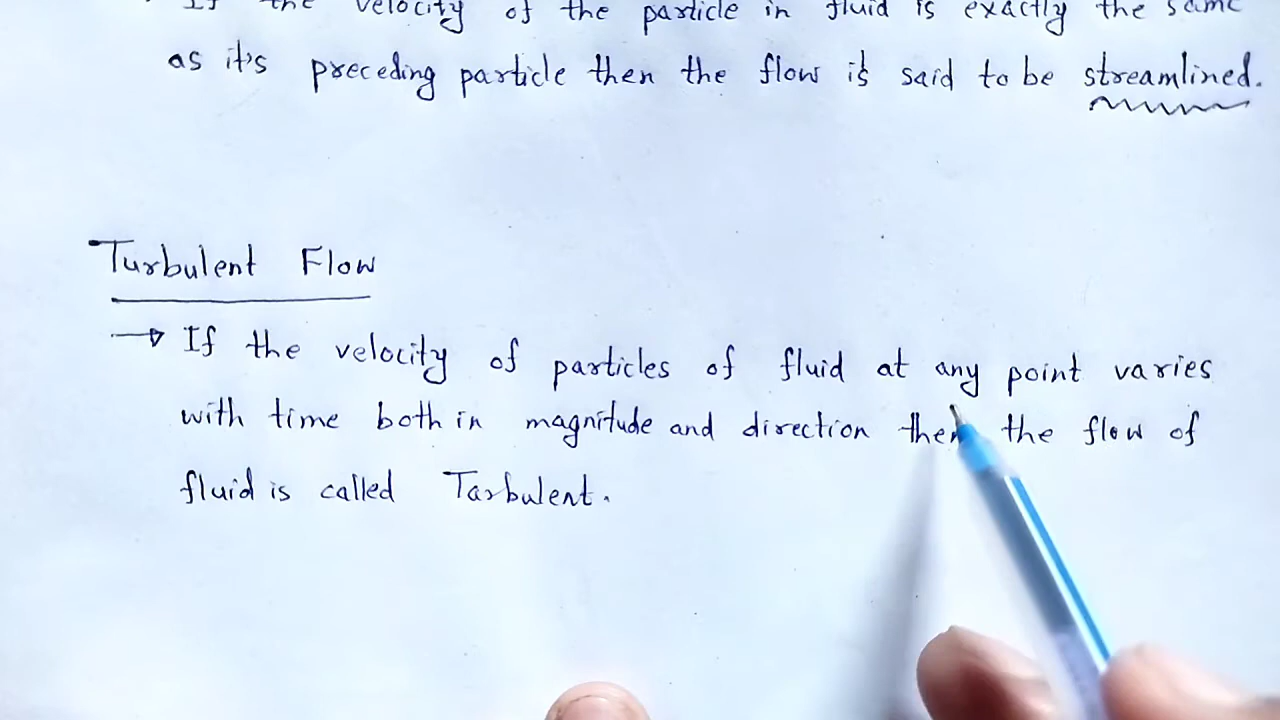 If the velocity of the particle in fluid is exactly the same
as it's preceding particle then the flow is said to be streamlined.
Turbulent Flow
→ If the velocity of particles of fluid at any point varies
with time both in magnitude and direction then the flow of
fluid is called Tarbulent.